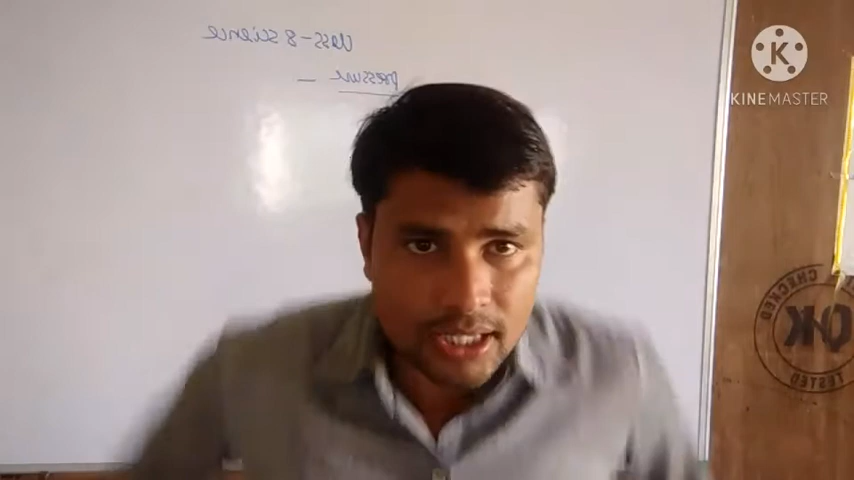 Class-8 science
Pressure -
K
KINEMASTER
CHECKED
OK
TESTED